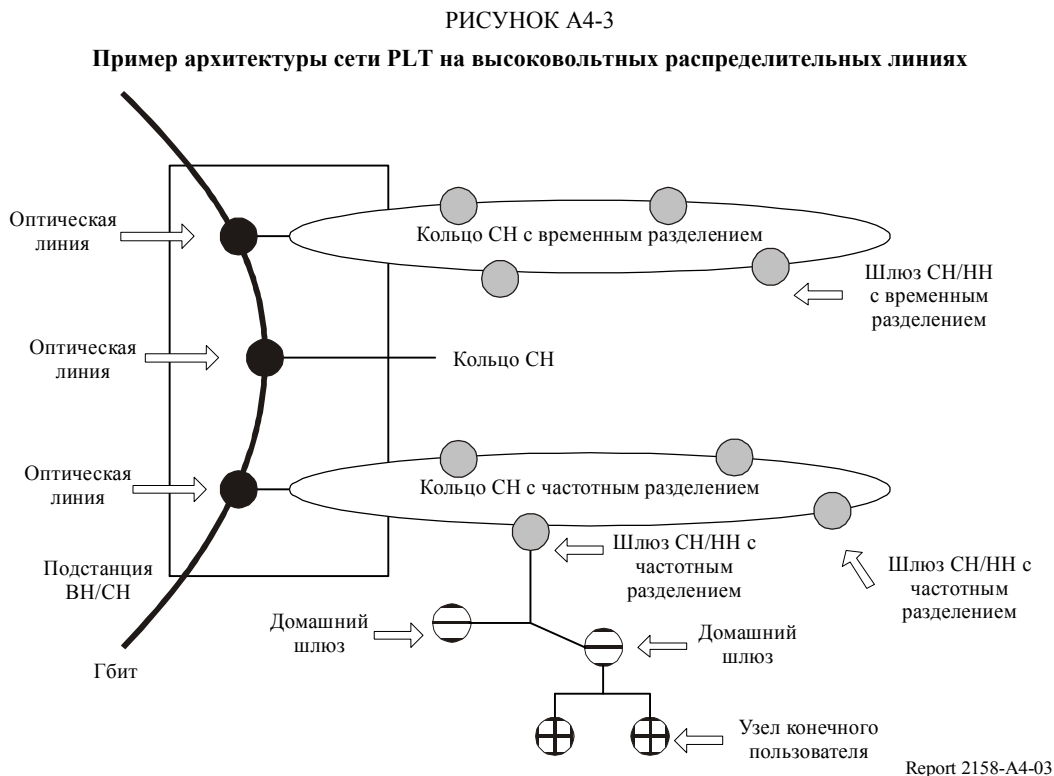 РИСУНОК А4-3
Пример архитектуры сети PLT на высоковольтных распределительных линиях
Оптическая
линия
Кольцо СН с временным разделением
Шлюз СН/НН
с временным
разделением
Оптическая
линия
Кольцо СН
Оптическая
линия
Кольцо СН с частотным разделением
Подстанция
ВН/СН
Шлюз СН/НН с
частотным
разделением
Шлюз СН/НН с
частотным
разделением
Домашний
шлюз
Домашний
шлюз
Гбит
Узел конечного
пользователя
Report 2158-A4-03